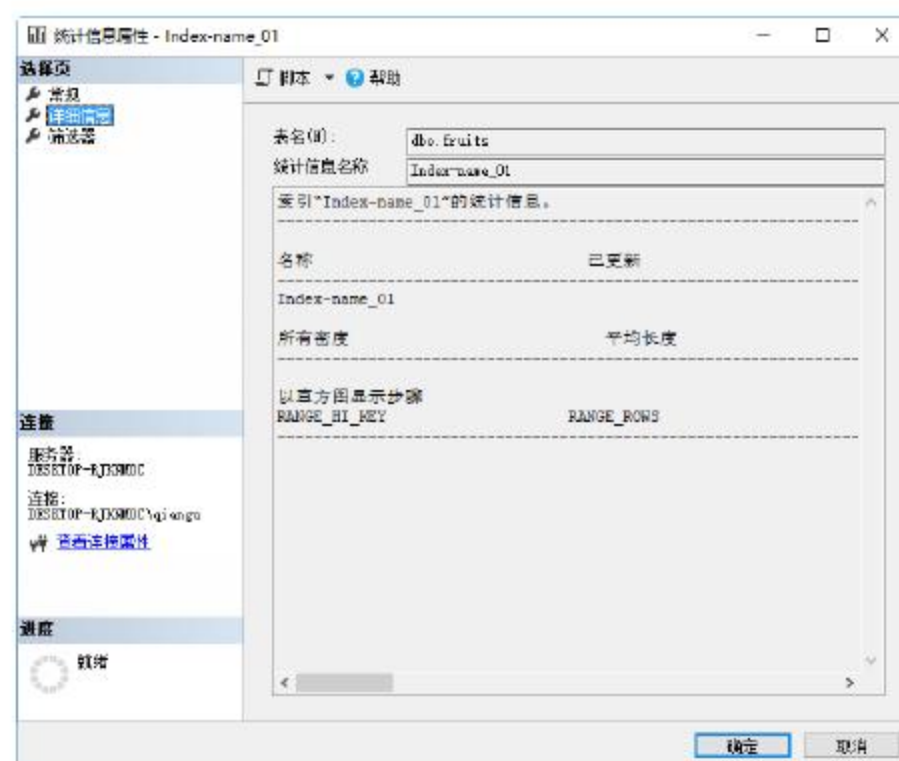 统计信息属性 - Index-name_01
选择页
常规
详细信息
筛选器
脚本 帮助
表名(N): dbo.fruits
统计信息名称 Index-name_01
索引"Index-name_01"的统计信息。
名称 已更新
Index-name_01
所有密度 平均长度
以直方图显示步骤
RANGE_HI_KEY RANGE_ROWS
连接
服务器:
连接:
查看连接属性
进度
就绪
确定 取消